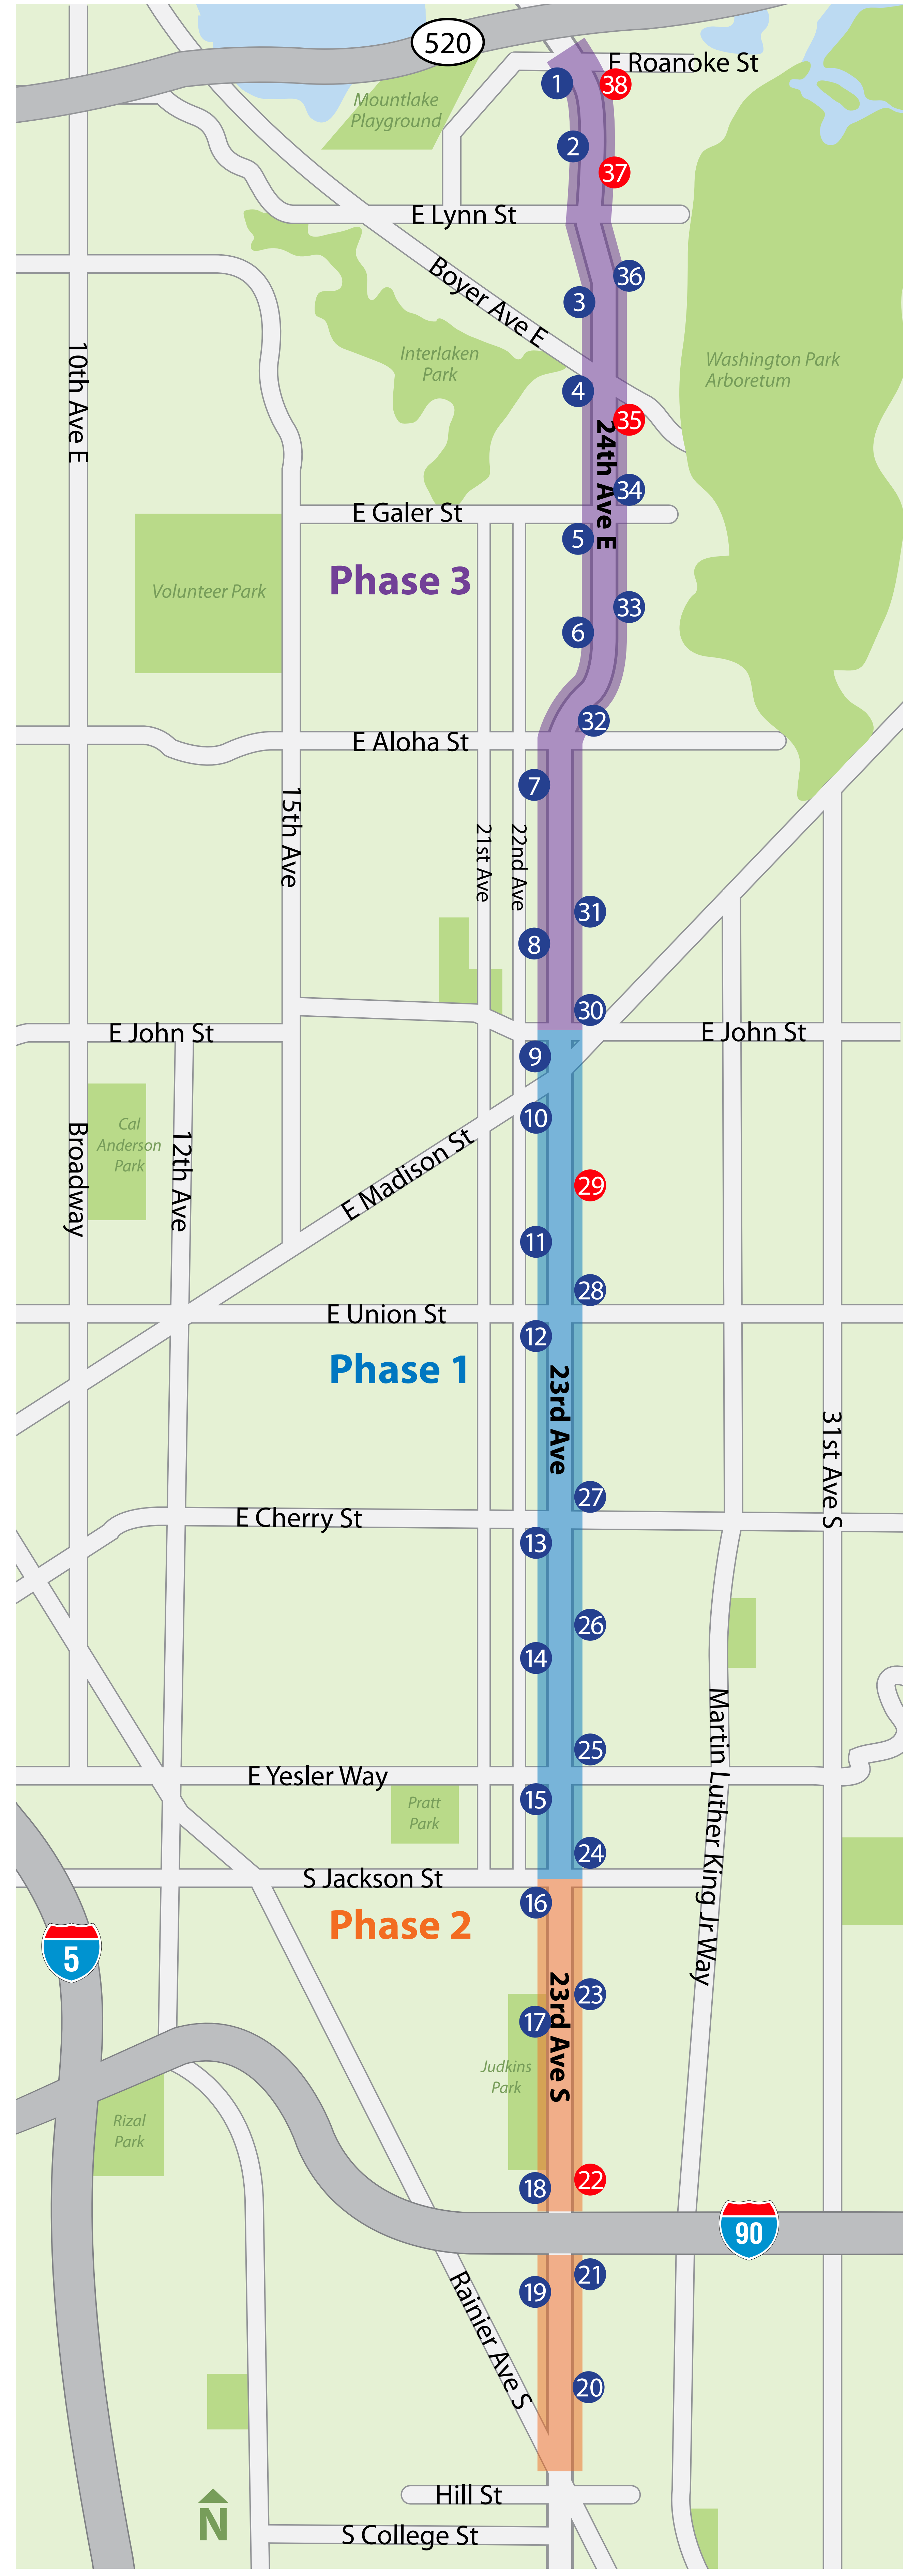 520
E Roanoke St
1
38
Mountlake
Playground
2
37
E Lynn St
36
Boyer Ave E
3
10th Ave E
Interlaken
Park
Washington Park
Arboretum
4
35
24th Ave E
34
E Galer St
5
Phase 3
Volunteer Park
33
6
32
E Aloha St
7
15th Ave
21st Ave
22nd Ave
31
8
30
E John St
E John St
9
10
Cal
Anderson
Park
Broadway
12th Ave
E Madison St
29
11
28
E Union St
12
Phase 1
23rd Ave
31st Ave S
27
E Cherry St
13
26
14
Martin Luther King Jr Way
25
E Yesler Way
15
Pratt
Park
24
S Jackson St
16
Phase 2
5
23rd Ave S
23
17
Judkins
Park
Rizal
Park
22
18
90
21
19
Rainier Ave S
20
Hill St
N
S College St